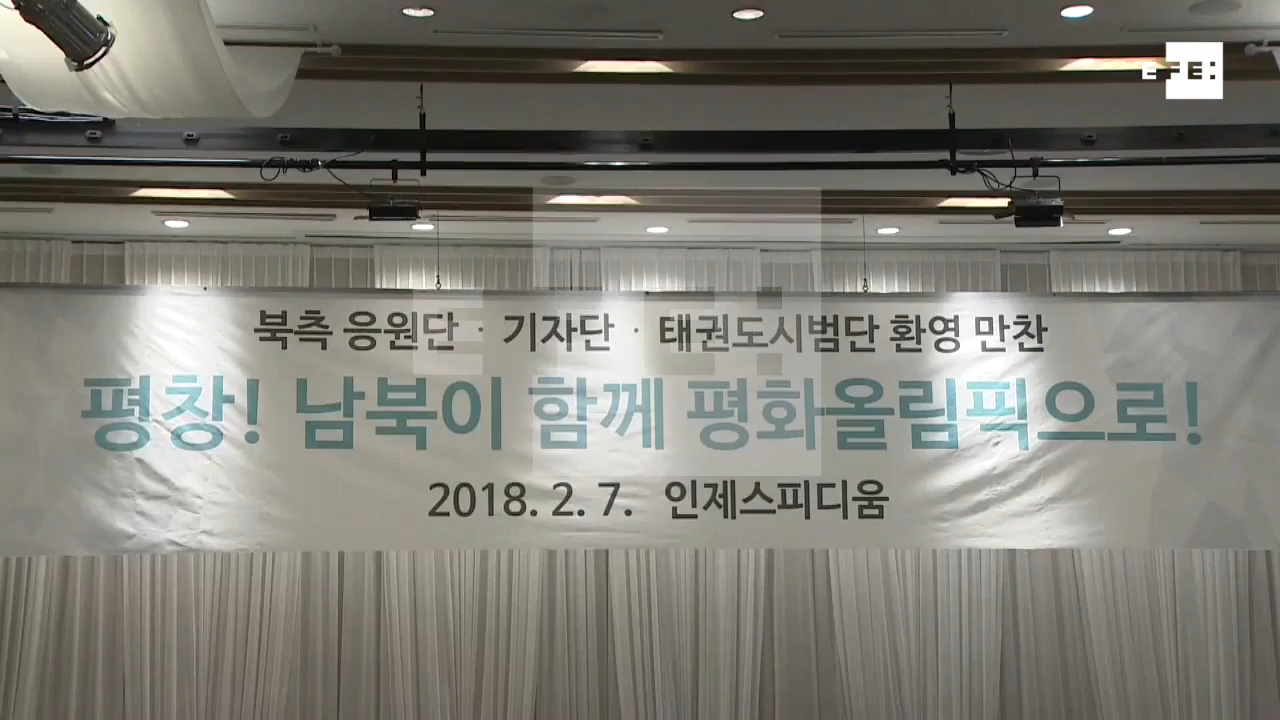 EFE:
북측 응원단 · 기자단 · 태권도시범단 환영 만찬
평창! 남북이 함께 평화올림픽으로!
2018. 2. 7. 인제스피디움
EFE: